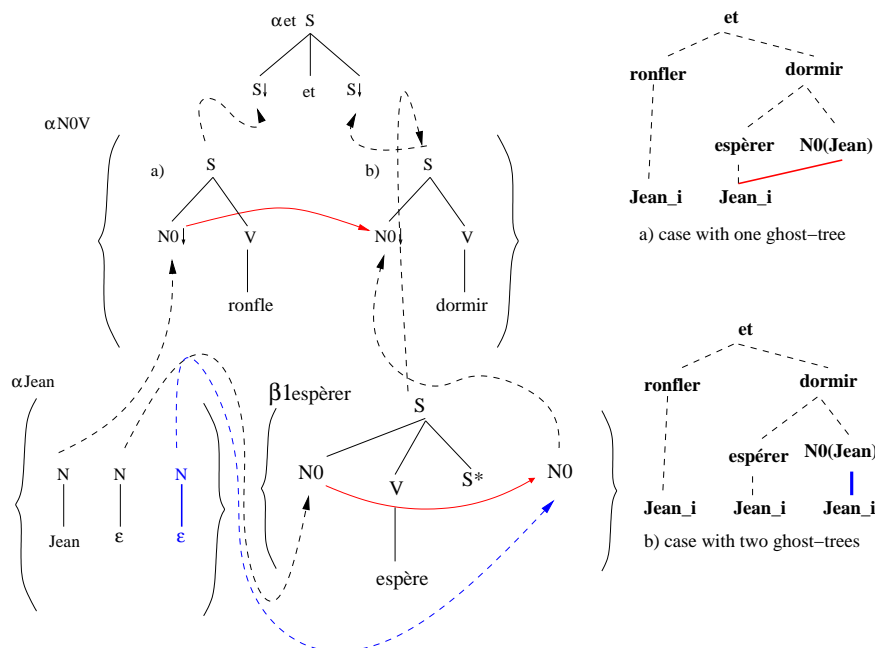 αet S
S↓ et S↓
αN0V
a) S
b) S
N0↓ V
N0↓ V
ronfle
dormir
αJean
β1espèrer
S
N N N
N0 V S* N0
Jean ε ε
espère
et
ronfler dormir
espèrer N0(Jean)
Jean_i Jean_i
a) case with one ghost−tree
et
ronfler dormir
espérer N0(Jean)
Jean_i Jean_i Jean_i
b) case with two ghost−trees